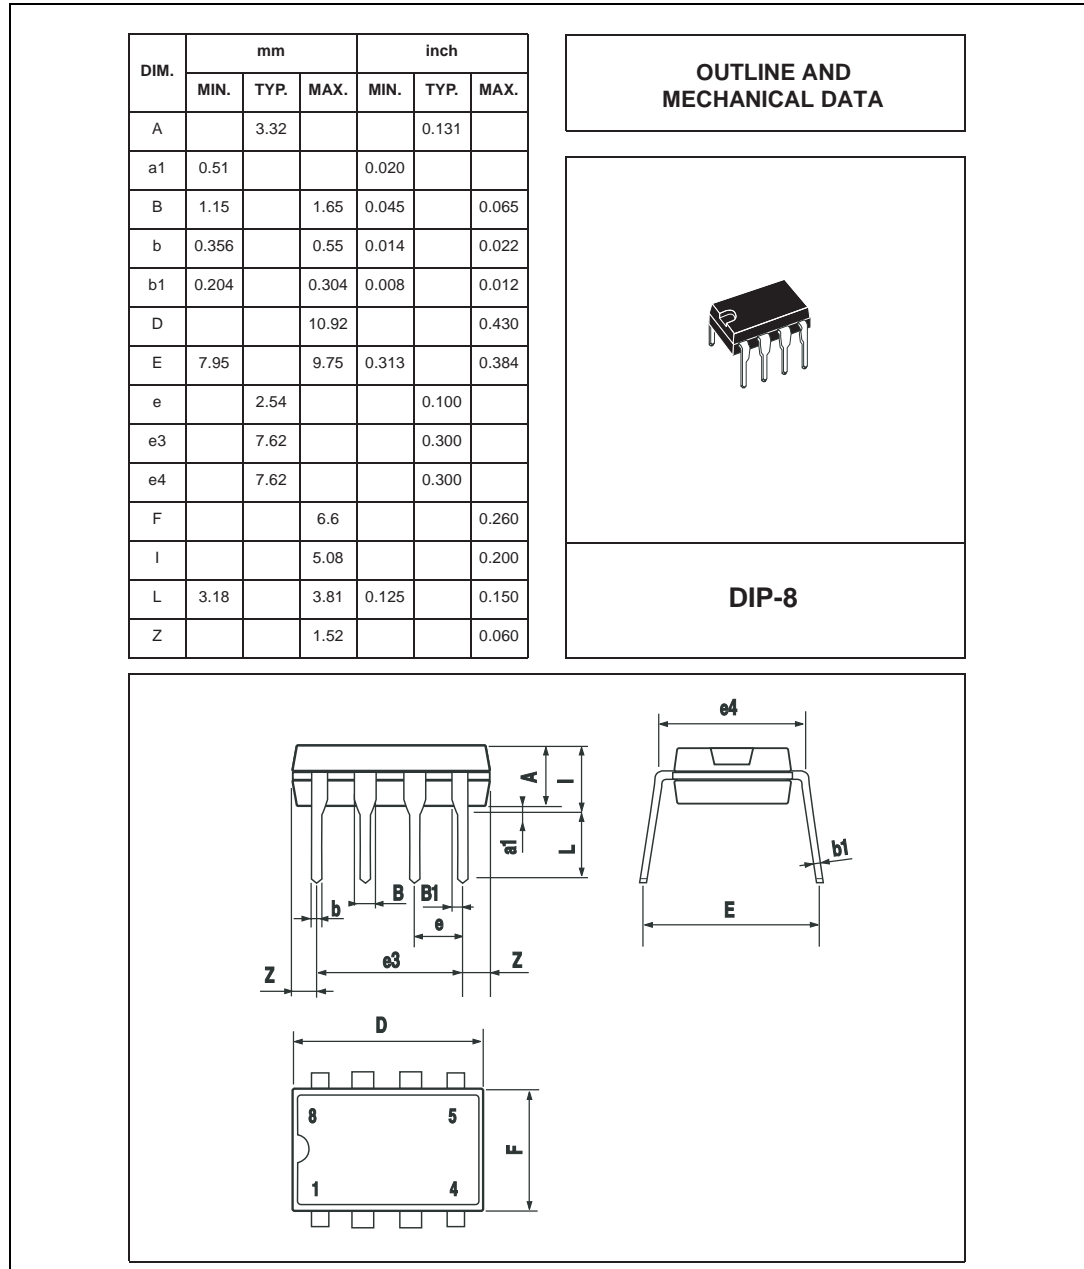 DIM. mm inch
MIN. TYP. MAX. MIN. TYP. MAX.
A 3.32 0.131
a1 0.51 0.020
B 1.15 1.65 0.045 0.065
b 0.356 0.55 0.014 0.022
b1 0.204 0.304 0.008 0.012
D 10.92 0.430
E 7.95 9.75 0.313 0.384
e 2.54 0.100
e3 7.62 0.300
e4 7.62 0.300
F 6.6 0.260
I 5.08 0.200
L 3.18 3.81 0.125 0.150
Z 1.52 0.060
OUTLINE AND
MECHANICAL DATA
DIP-8
e4
A I
a1 L
b1
b B B1
E
e
Z e3 Z
D
8 5
F
1 4